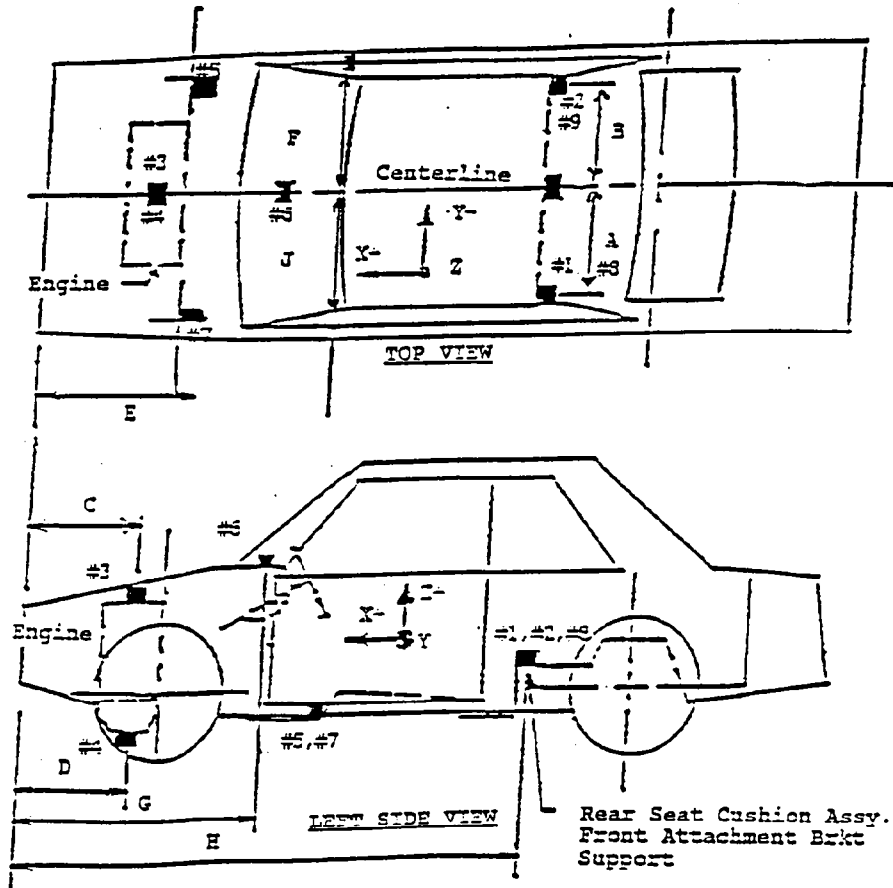 #5
#2
#9
B
#3
F
Centerline
#4
#6
-Y-
J
A
X+
Z
#1
#8
Engine
#7
TOP VIEW
E
C
#6
#3
X+
Z-
Engine
Y
#1,#2,#8
#4
#5,#7
D
G
H
LEFT SIDE VIEW
Rear Seat Cushion Assy.
Front Attachment Brkt
Support